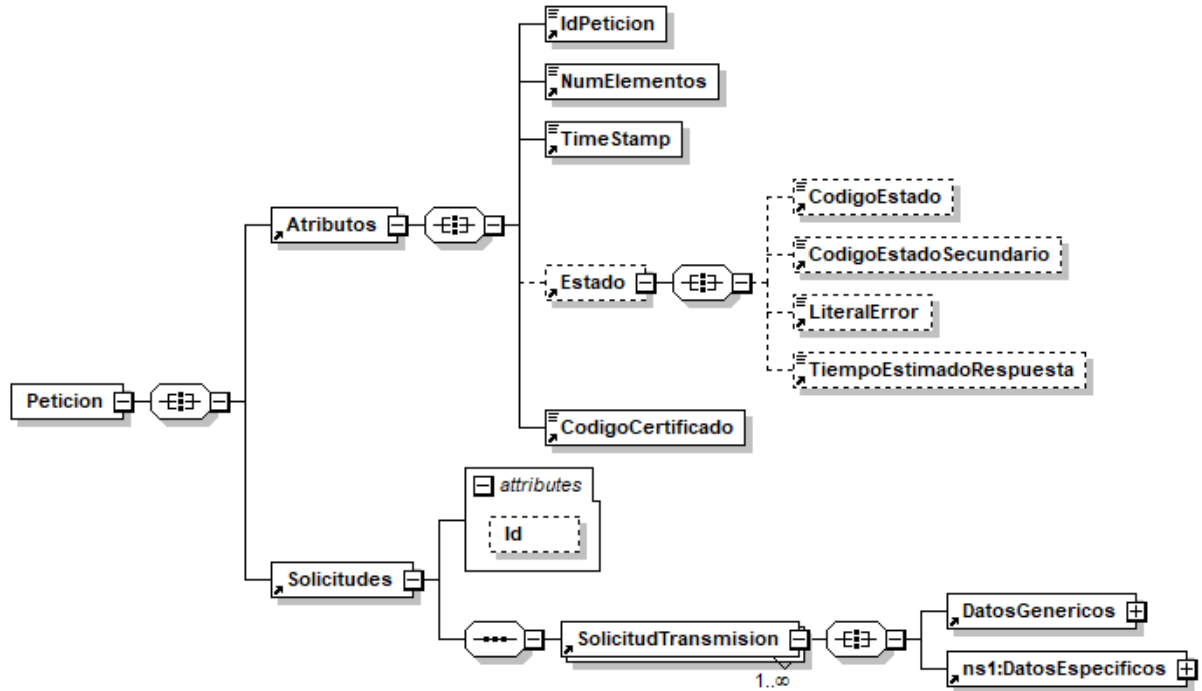 IdPeticion
NumElementos
TimeStamp
CodigoEstado
Atributos
CodigoEstadoSecundario
Estado
LiteralError
TiempoEstimadoRespuesta
Peticion
CodigoCertificado
attributes
Id
Solicitudes
DatosGenericos
SolicitudTransmision
ns1:DatosEspecificos
1..∞